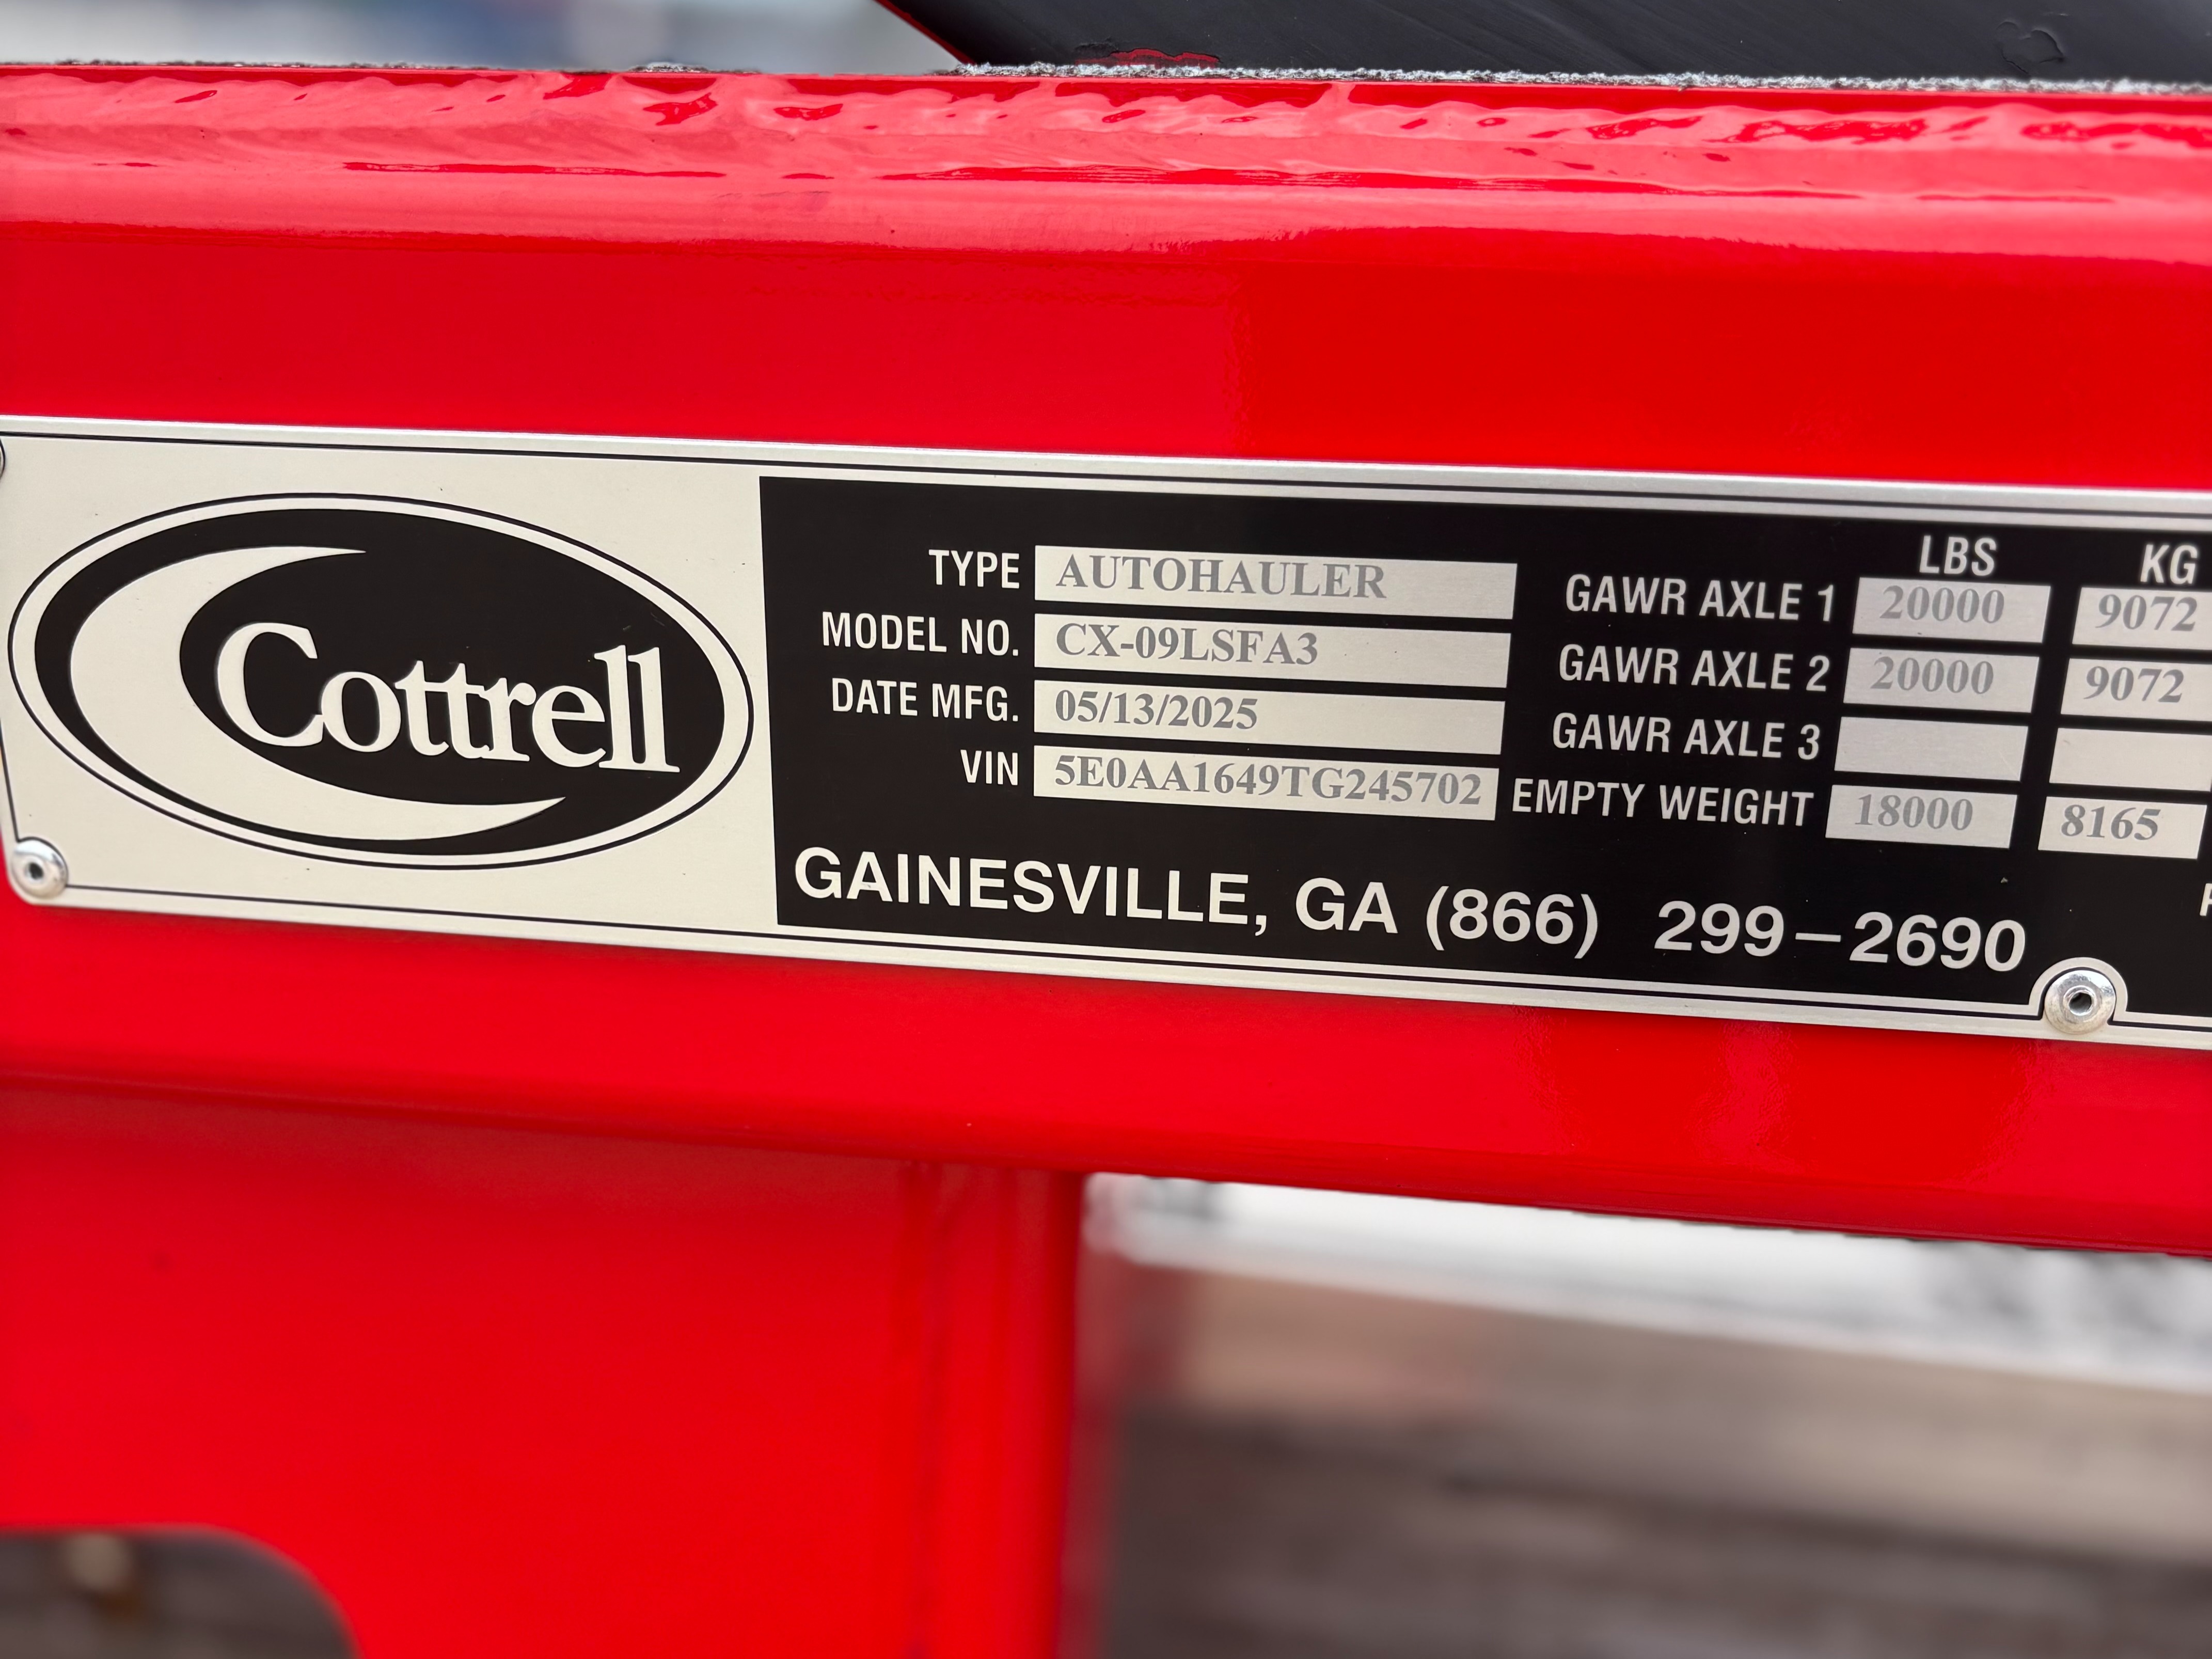 Cottrell
TYPE AUTOHAULER
MODEL NO. CX-09LSFA3
DATE MFG. 05/13/2025
VIN 5E0AA1649TG245702
LBS KG
GAWR AXLE 1 20000 9072
GAWR AXLE 2 20000 9072
GAWR AXLE 3
EMPTY WEIGHT 18000 8165
GAINESVILLE, GA (866) 299-2690